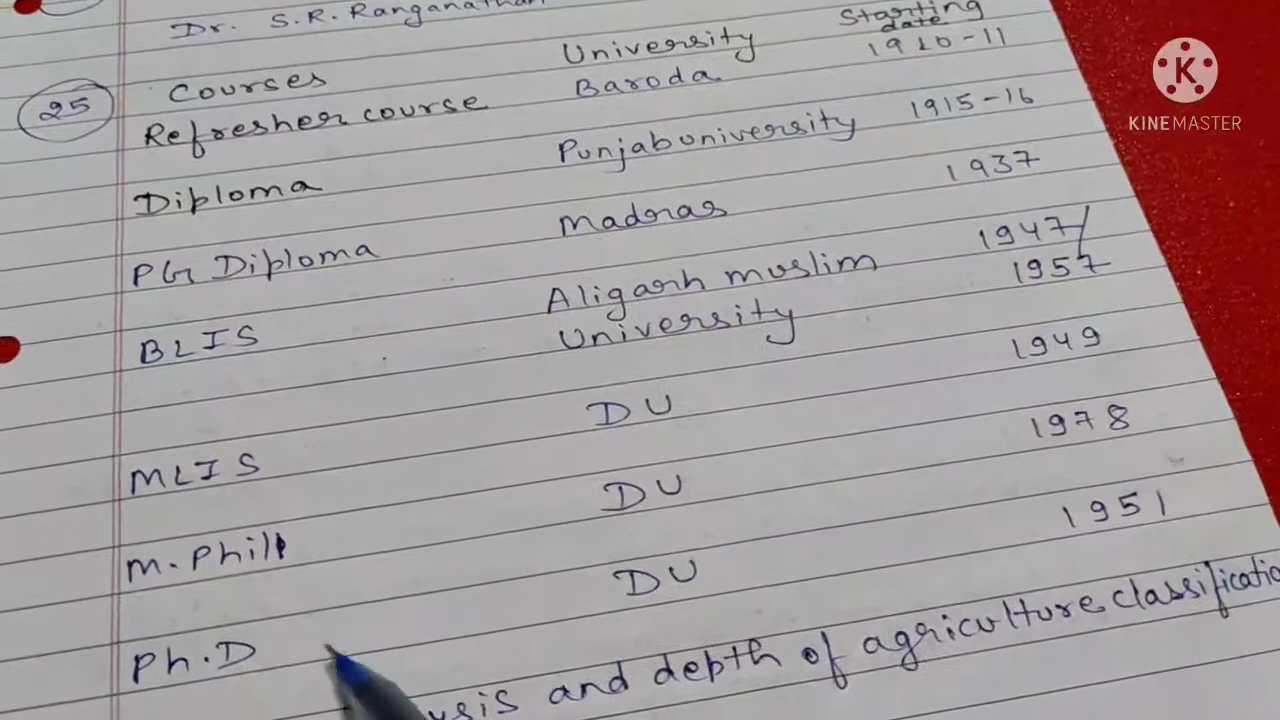 Dr. S.R. Ranganathan
25 Courses University Starting date
Refresher course Baroda 1910-11
Diploma Punjab university 1915-16
PG Diploma Madras 1937
BLIS Aligarh muslim University 1947/
1957
MLIS DU 1949
M. Phill DU 1978
Ph.D DU 1951
and depth of agriculture classification
KINEMASTER